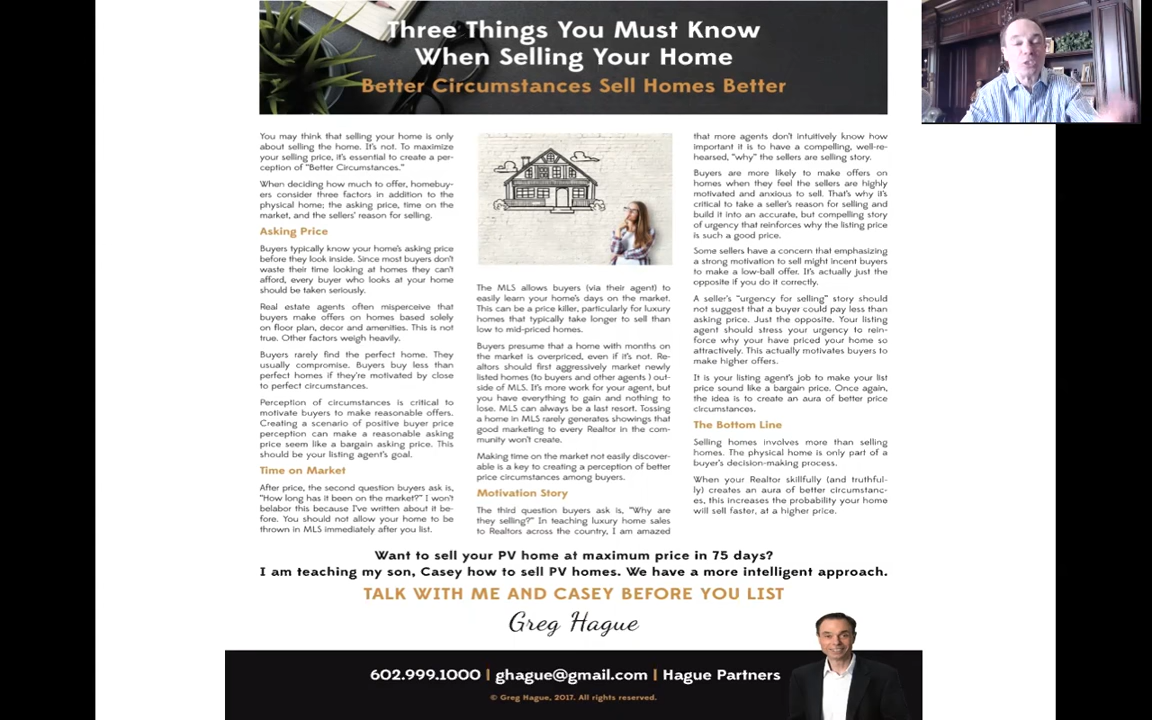 Three Things You Must Know
When Selling Your Home
Better Circumstances Sell Homes Better
You may think that selling your home is only
about selling the home. It's not. To maximize
your selling price, it's essential to create a per-
ception of "Better Circumstances."
When deciding how much to offer, homebuy-
ers consider three factors in addition to the
physical home; the asking price, time on the
market, and the sellers' reason for selling.
Asking Price
Buyers typically know your home's asking price
before they look inside. Since most buyers don't
waste their time looking at homes they can't
afford, every buyer who looks at your home
should be taken seriously.
Real estate agents often misperceive that
buyers make offers on homes based solely
on floor plan, decor and amenities. This is not
true. Other factors weigh heavily.
Buyers rarely find the perfect home. They
usually compromise. Buyers buy less than
perfect homes if they're motivated by close
to perfect circumstances.
Perception of circumstances is critical to
motivate buyers to make reasonable offers.
Creating a scenario of positive buyer price
perception can make a reasonable asking
price seem like a bargain asking price. This
should be your listing agent's goal.
Time on Market
After price, the second question buyers ask is,
"How long has it been on the market?" I won't
belabor this because I've written about it be-
fore. You should not allow your home to be
thrown in MLS immediately after you list.
The MLS allows buyers (via their agent) to
easily learn your home's days on the market.
This can be a price killer, particularly for luxury
homes that typically take longer to sell than
low to mid-priced homes.
Buyers presume that a home with months on
the market is overpriced, even if it's not. Re-
altors should first aggressively market newly
listed homes (to buyers and other agents ) out-
side of MLS. It's more work for your agent, but
you have everything to gain and nothing to
lose. MLS can always be a last resort. Tossing
a home in MLS rarely generates showings that
good marketing to every Realtor in the com-
munity won't create.
Making time on the market not easily discover-
able is a key to creating a perception of better
price circumstances among buyers.
Motivation Story
The third question buyers ask is, "Why are
they selling?" In teaching luxury home sales
to Realtors across the country, I am amazed
that more agents don't intuitively know how
important it is to have a compelling, well-re-
hearsed, "why" the sellers are selling story.
Buyers are more likely to make offers on
homes when they feel the sellers are highly
motivated and anxious to sell. That's why it's
critical to take a seller's reason for selling and
build it into an accurate, but compelling story
of urgency that reinforces why the listing price
is such a good price.
Some sellers have a concern that emphasizing
a strong motivation to sell might incent buyers
to make a low-ball offer. It's actually just the
opposite if you do it correctly.
A seller's "urgency for selling" story should
not suggest that a buyer could pay less than
asking price. Just the opposite. Your listing
agent should stress your urgency to rein-
force why your have priced your home so
attractively. This actually motivates buyers to
make higher offers.
It is your listing agent's job to make your list
price sound like a bargain price. Once again,
the idea is to create an aura of better price
circumstances.
The Bottom Line
Selling homes involves more than selling
homes. The physical home is only part of a
buyer's decision-making process.
When your Realtor skillfully (and truthful-
ly) creates an aura of better circumstanc-
es, this increases the probability your home
will sell faster, at a higher price.
Want to sell your PV home at maximum price in 75 days?
I am teaching my son, Casey how to sell PV homes. We have a more intelligent approach.
TALK WITH ME AND CASEY BEFORE YOU LIST
Greg Hague
602.999.1000 | ghague@gmail.com | Hague Partners
© Greg Hague, 2017. All rights reserved.